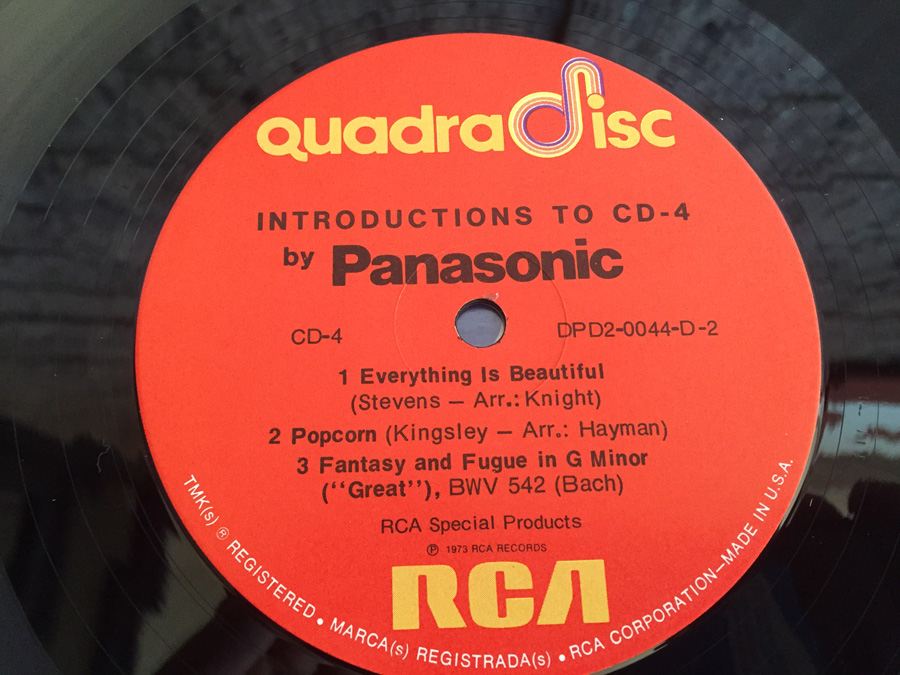 quadradisc
INTRODUCTIONS TO CD-4
by Panasonic
CD-4 DPD2-0044-D-2
1 Everything Is Beautiful
(Stevens — Arr.: Knight)
2 Popcorn (Kingsley — Arr.: Hayman)
3 Fantasy and Fugue in G Minor
(''Great''), BWV 542 (Bach)
RCA Special Products
℗ 1973 RCA RECORDS
RCA
TMK(s) ® REGISTERED • MARCA(s) REGISTRADA(s) • RCA CORPORATION—MADE IN U.S.A.